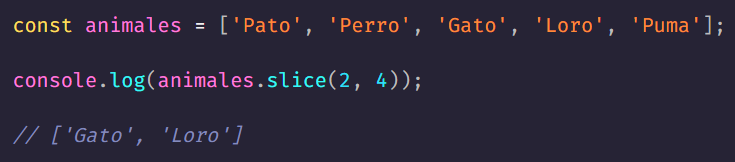 const animales = ['Pato', 'Perro', 'Gato', 'Loro', 'Puma'];
console.log(animales.slice(2, 4));
// ['Gato', 'Loro']